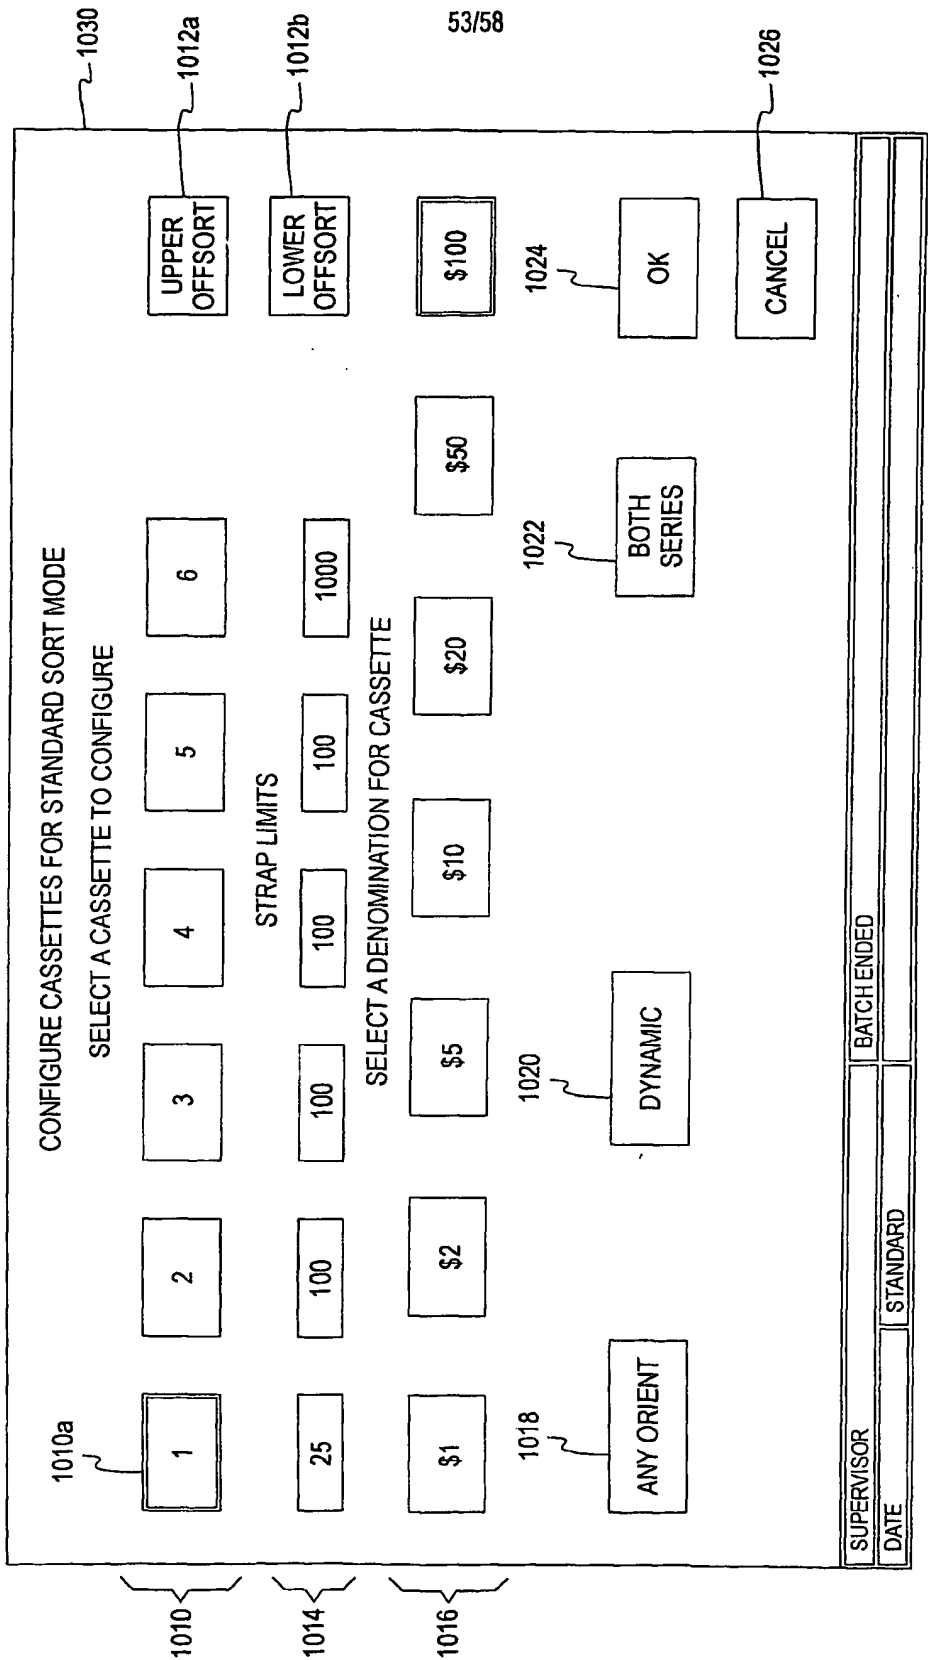 53/58
1030
CONFIGURE CASSETTES FOR STANDARD SORT MODE
SELECT A CASSETTE TO CONFIGURE
1010a
1010
1
2
3
4
5
6
UPPER
OFFSORT
1012a
STRAP LIMITS
1014
25
100
100
100
100
1000
LOWER
OFFSORT
1012b
SELECT A DENOMINATION FOR CASSETTE
1016
$1
$2
$5
$10
$20
$50
$100
1018
1020
1022
1024
ANY ORIENT
DYNAMIC
BOTH
SERIES
OK
CANCEL
1026
SUPERVISOR
BATCH ENDED
DATE
STANDARD